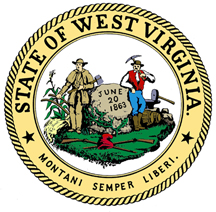 STATE OF WEST VIRGINIA.
JUNE
20
1863
MONTANI SEMPER LIBERI.